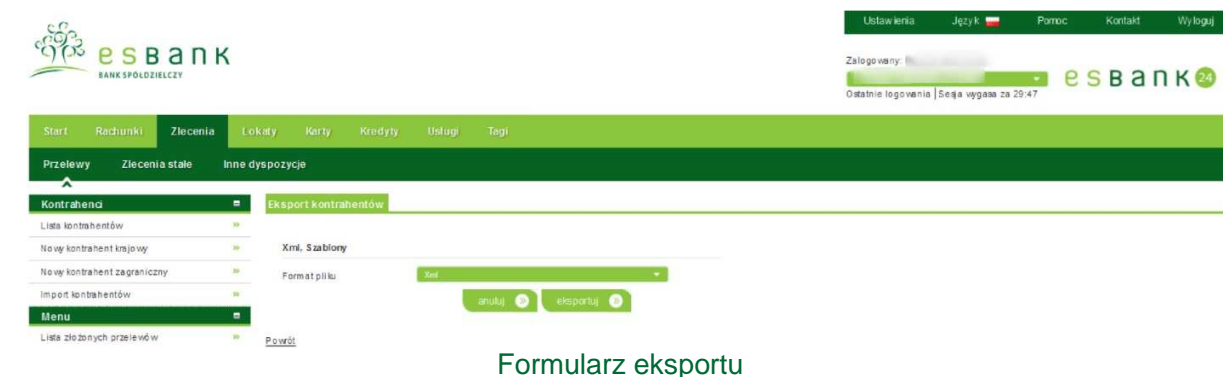 Ustawienia Język Pomoc Kontakt Wyloguj
esBank
BANK SPÓŁDZIELCZY
Zalogowany:
esBank24
Ostatnie logowania | Sesja wygasa za 29:47
Start Rachunki Zlecenia Lokaty Karty Kredyty Usługi Tagi
Przelewy Zlecenia stałe Inne dyspozycje
Kontrahenci
Eksport kontrahentów
Lista kontrahentów
Nowy kontrahent krajowy
Xml, Szablony
Nowy kontrahent zagraniczny
Format pliku Xml
Import kontrahentów
anuluj eksportuj
Menu
Lista złożonych przelewów
Powrót
Formularz eksportu